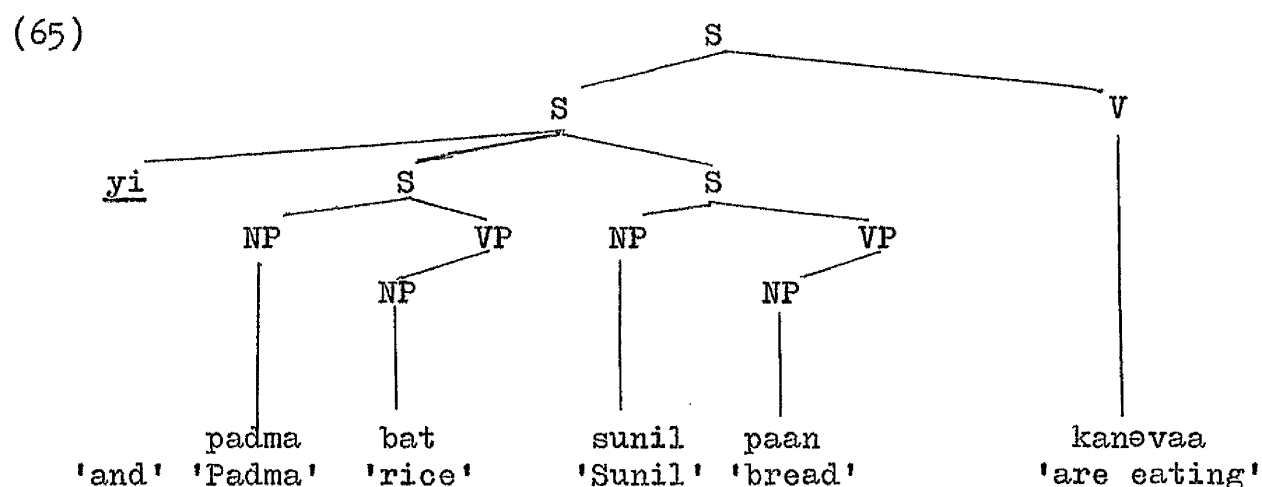 (65)
S
S V
yi S S
NP VP NP VP
NP NP
padma bat sunil paan kanəvaa
'and' 'Padma' 'rice' 'Sunil' 'bread' 'are eating'